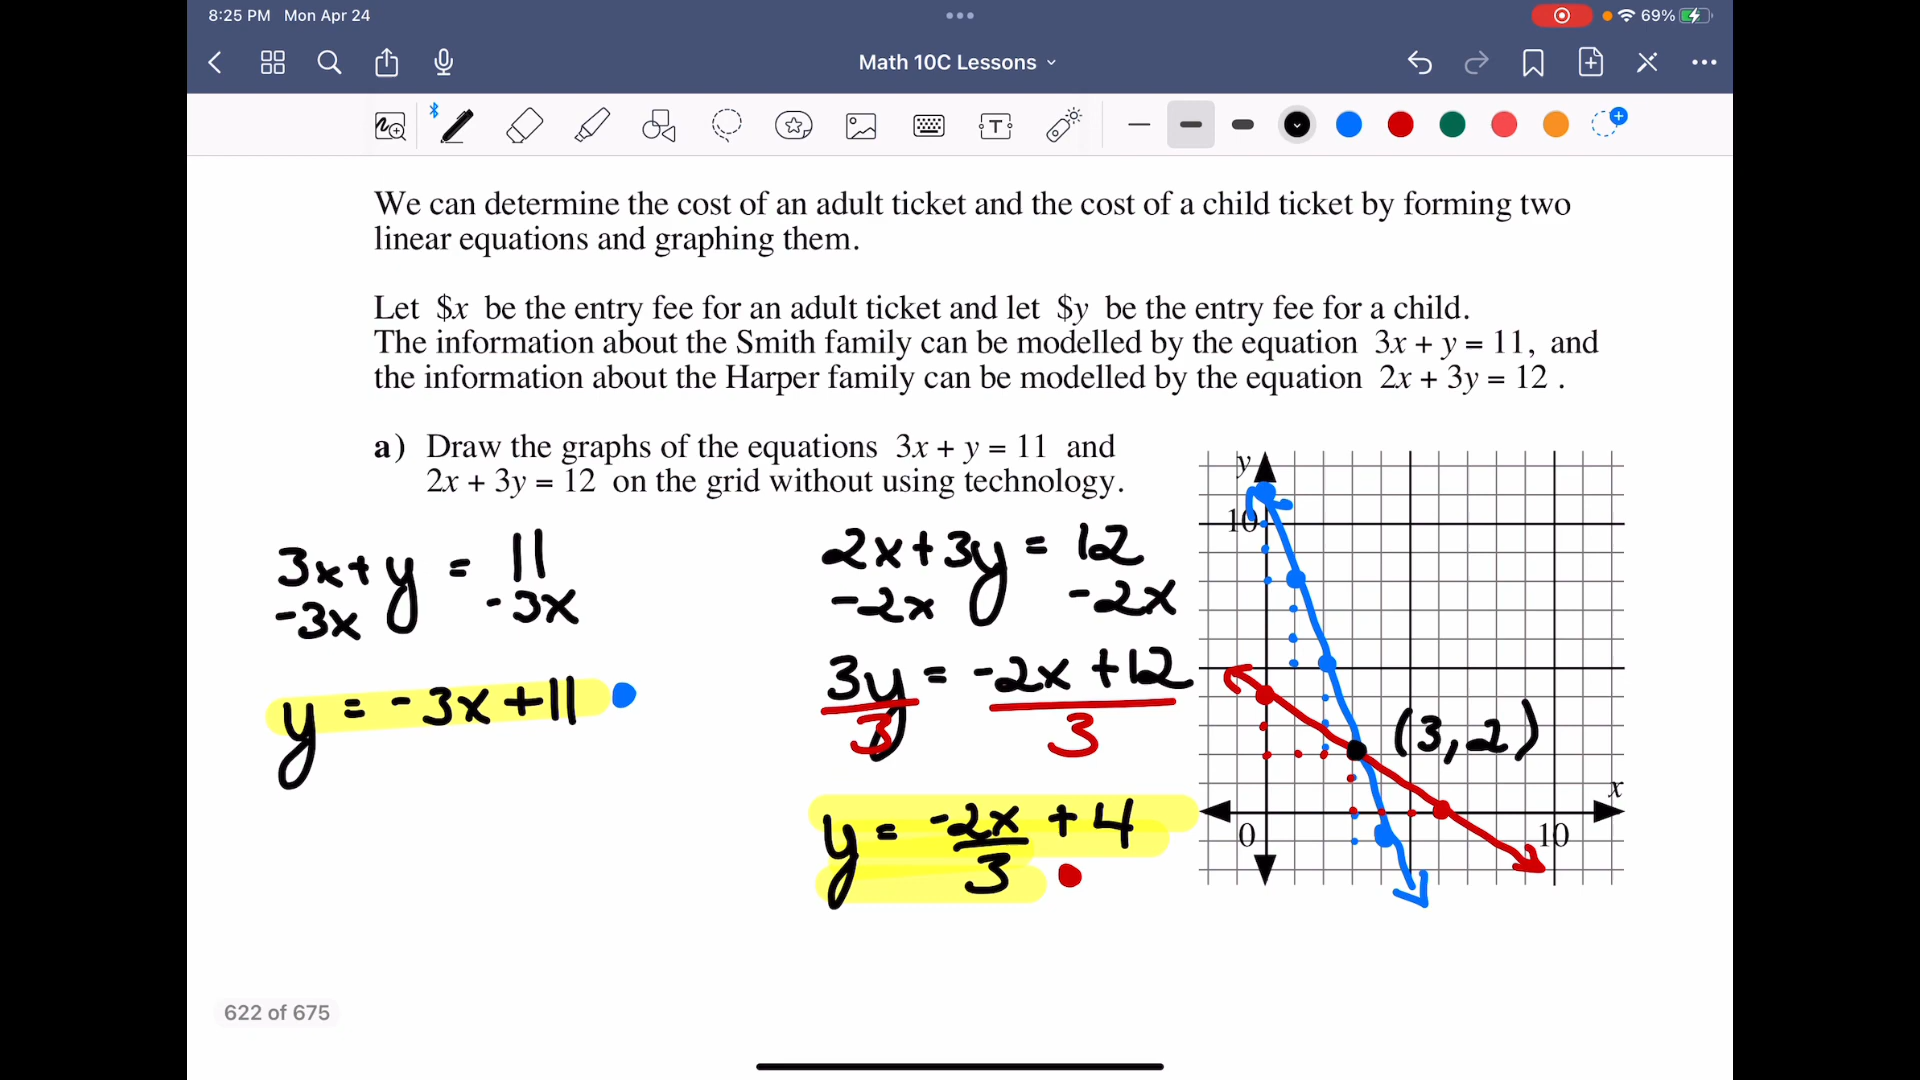 8:25 PM Mon Apr 24
69%
Math 10C Lessons
We can determine the cost of an adult ticket and the cost of a child ticket by forming two
linear equations and graphing them.
Let $x be the entry fee for an adult ticket and let $y be the entry fee for a child.
The information about the Smith family can be modelled by the equation 3x + y = 11, and
the information about the Harper family can be modelled by the equation 2x + 3y = 12 .
a) Draw the graphs of the equations 3x + y = 11 and
2x + 3y = 12 on the grid without using technology.
3x + y = 11
-3x -3x
y = -3x + 11
2x + 3y = 12
-2x -2x
3y = -2x + 12
3 3
y = -2x + 4
3
y
10
(3, 2)
x
0
10
622 of 675